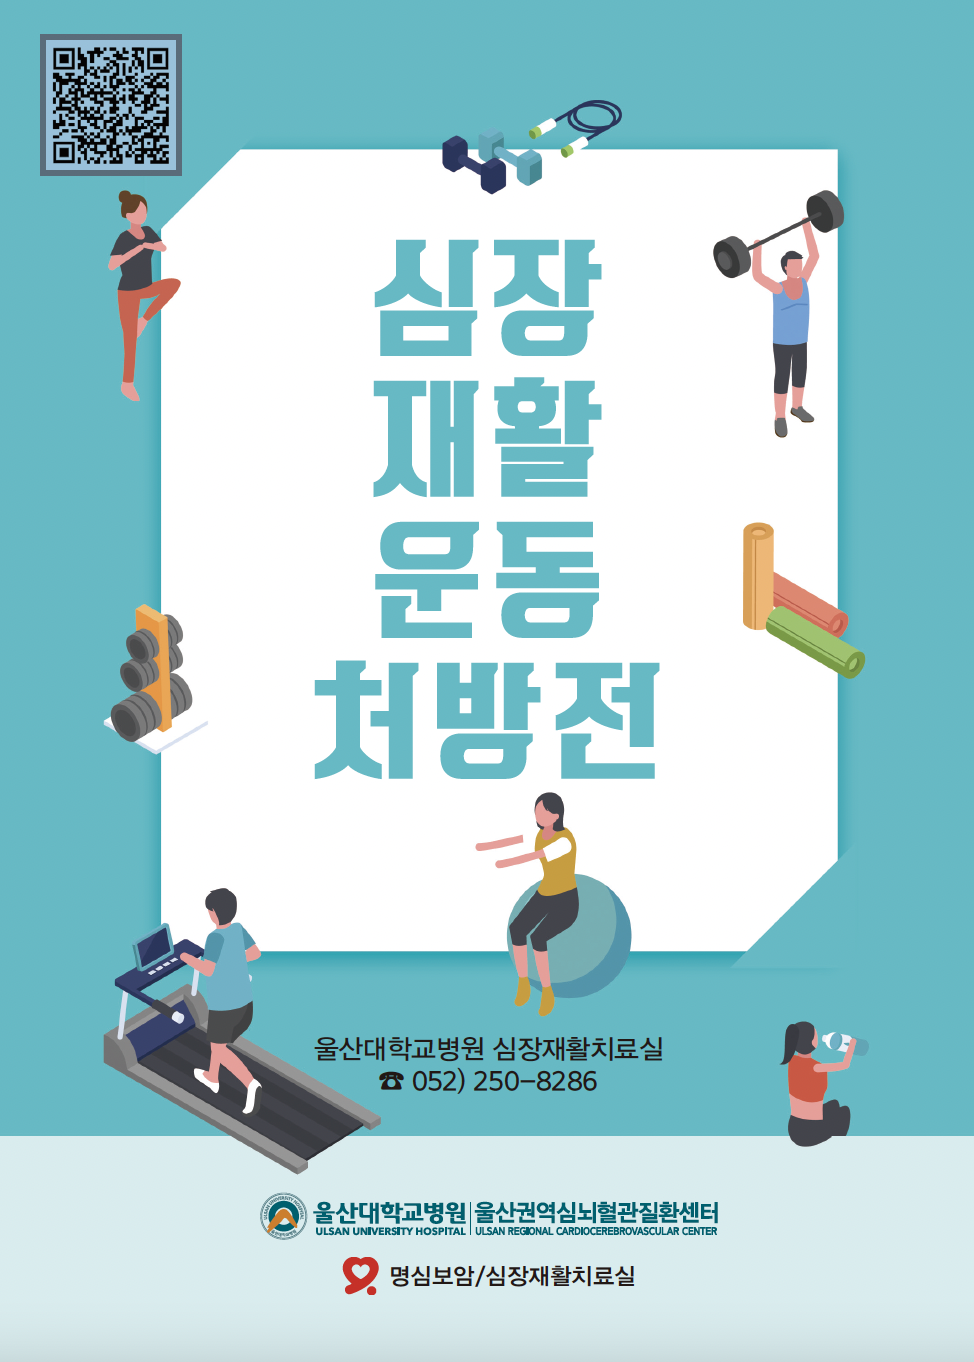 심장
재활
운동
처방전
울산대학교병원 심장재활치료실
☎ 052) 250-8286
울산대학교병원 울산권역심뇌혈관질환센터
ULSAN UNIVERSITY HOSPITAL ULSAN REGIONAL CARDIOCEREBROVASCULAR CENTER
명심보암/심장재활치료실